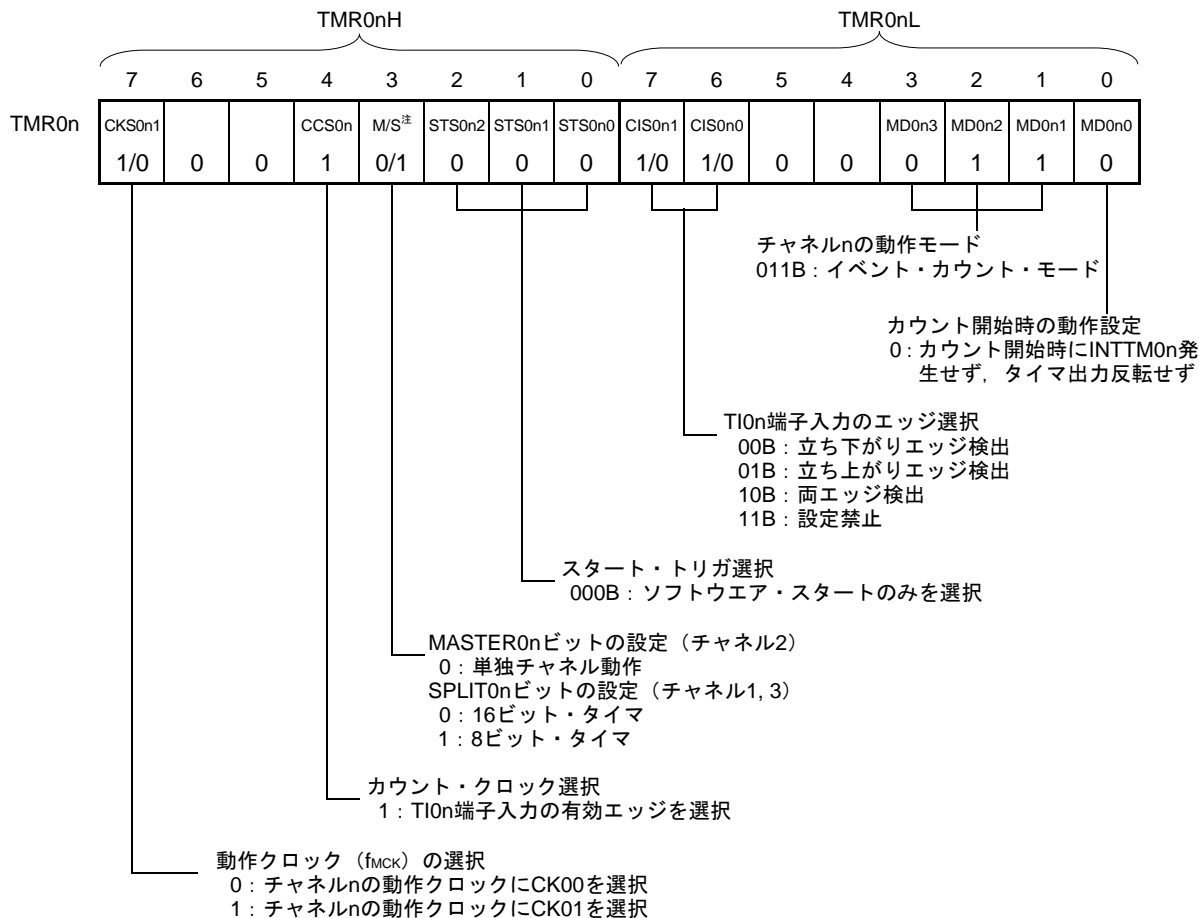 TMR0nH TMR0nL
7 6 5 4 3 2 1 0 7 6 5 4 3 2 1 0
TMR0n CKS0n1 CCS0n M/S注 STS0n2 STS0n1 STS0n0 CIS0n1 CIS0n0 MD0n3 MD0n2 MD0n1 MD0n0
1/0 0 0 1 0/1 0 0 0 1/0 1/0 0 0 0 1 1 0
チャネルnの動作モード
011B：イベント・カウント・モード
カウント開始時の動作設定
0：カウント開始時にINTTM0n発
生せず，タイマ出力反転せず
TI0n端子入力のエッジ選択
00B：立ち下がりエッジ検出
01B：立ち上がりエッジ検出
10B：両エッジ検出
11B：設定禁止
スタート・トリガ選択
000B：ソフトウエア・スタートのみを選択
MASTER0nビットの設定（チャネル2）
0：単独チャネル動作
SPLIT0nビットの設定（チャネル1, 3）
0：16ビット・タイマ
1：8ビット・タイマ
カウント・クロック選択
1：TI0n端子入力の有効エッジを選択
動作クロック（fMCK）の選択
0：チャネルnの動作クロックにCK00を選択
1：チャネルnの動作クロックにCK01を選択